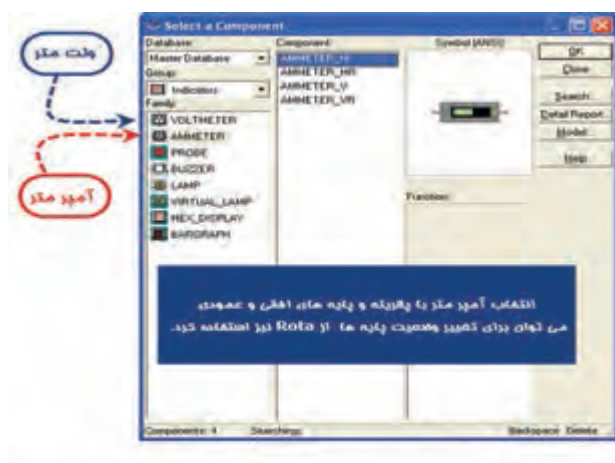 Select a Component
Database:
Master Database
Group:
Indicators
Family:
VOLTMETER
AMMETER
PROBE
BUZZER
LAMP
VIRTUAL_LAMP
HEX_DISPLAY
BARGRAPH
Component:
AMMETER_H
AMMETER_HR
AMMETER_V
AMMETER_VR
Symbol (ANSI)
OK
Close
Search
Detail Report
Model
Help
Function:
ولت متر
آمپر متر
انتخاب آمپر متر با پلاریته و پایه های افقی و عمودی
می توان برای تغییر وضعیت پایه ها از Rota نیز استفاده کرد.
Components: 4
Searching:
Backspace Delete